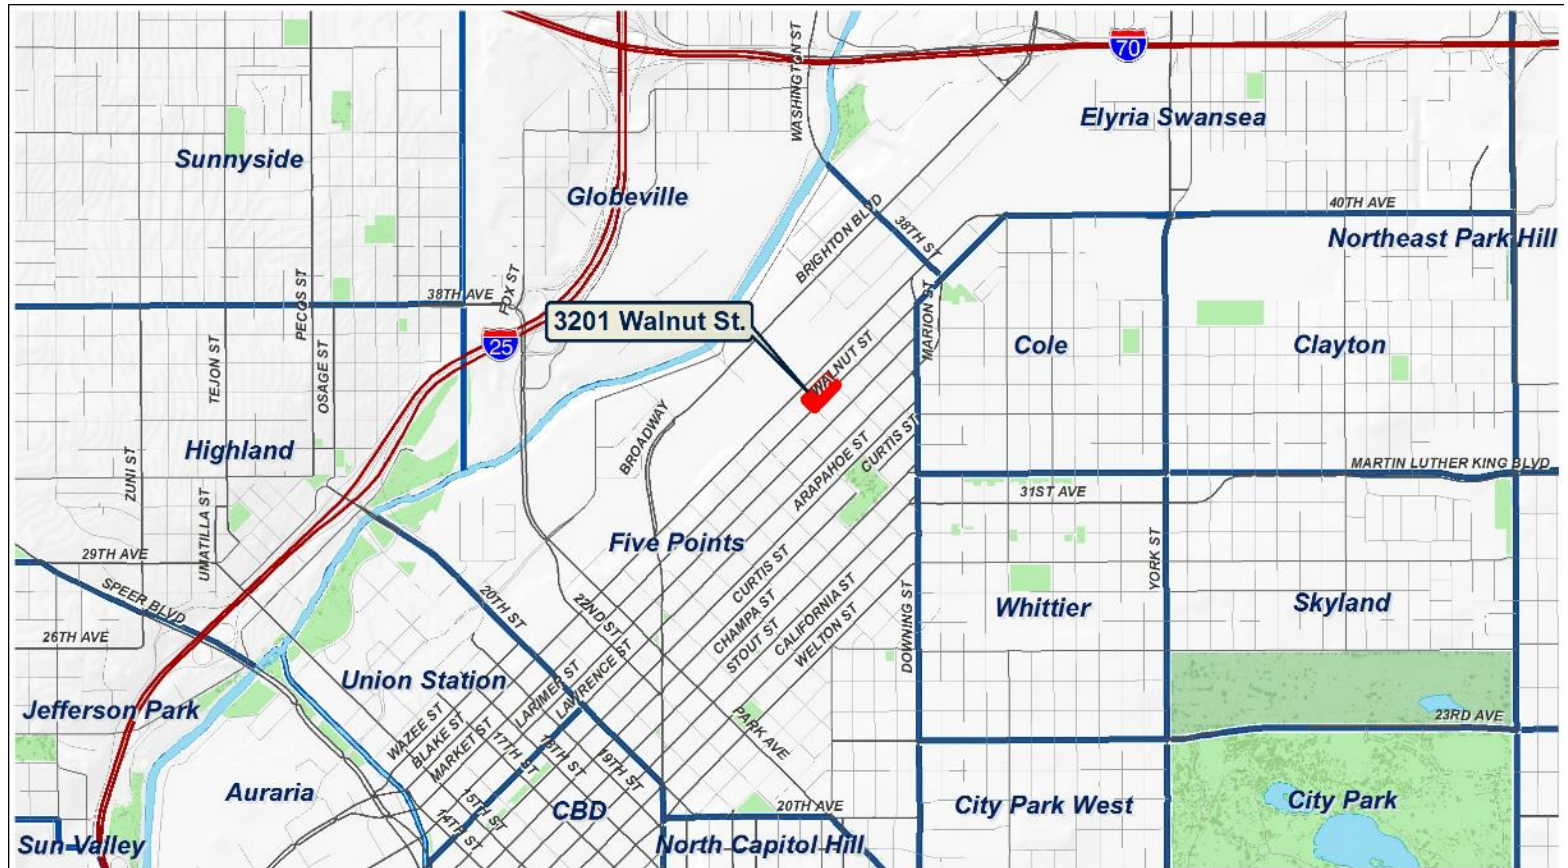 WASHINGTON ST
70
Elyria Swansea
Sunnyside
Globeville
BRIGHTON BLVD
38TH ST
40TH AVE
Northeast Park Hill
PECOS ST
38TH AVE
FOX ST
3201 Walnut St.
25
MARION ST
WALNUT ST
Cole
Clayton
TEJON ST
OSAGE ST
Highland
BROADWAY
ARAPAHOE ST
CURTIS ST
ZUNI ST
UMATILLA ST
MARTIN LUTHER KING BLVD
31ST AVE
29TH AVE
Five Points
SPEER BLVD
20TH ST
22ND ST
CURTIS ST
CHAMPA ST
STOUT ST
CALIFORNIA ST
WELTON ST
DOWNING ST
YORK ST
Whittier
Skyland
26TH AVE
Union Station
Jefferson Park
LARIMER ST
LAWRENCE ST
WAZEE ST
BLAKE ST
MARKET ST
17TH ST
18TH ST
19TH ST
PARK AVE
23RD AVE
Auraria
15TH ST
14TH ST
CBD
20TH AVE
City Park West
City Park
Sun Valley
North Capitol Hill